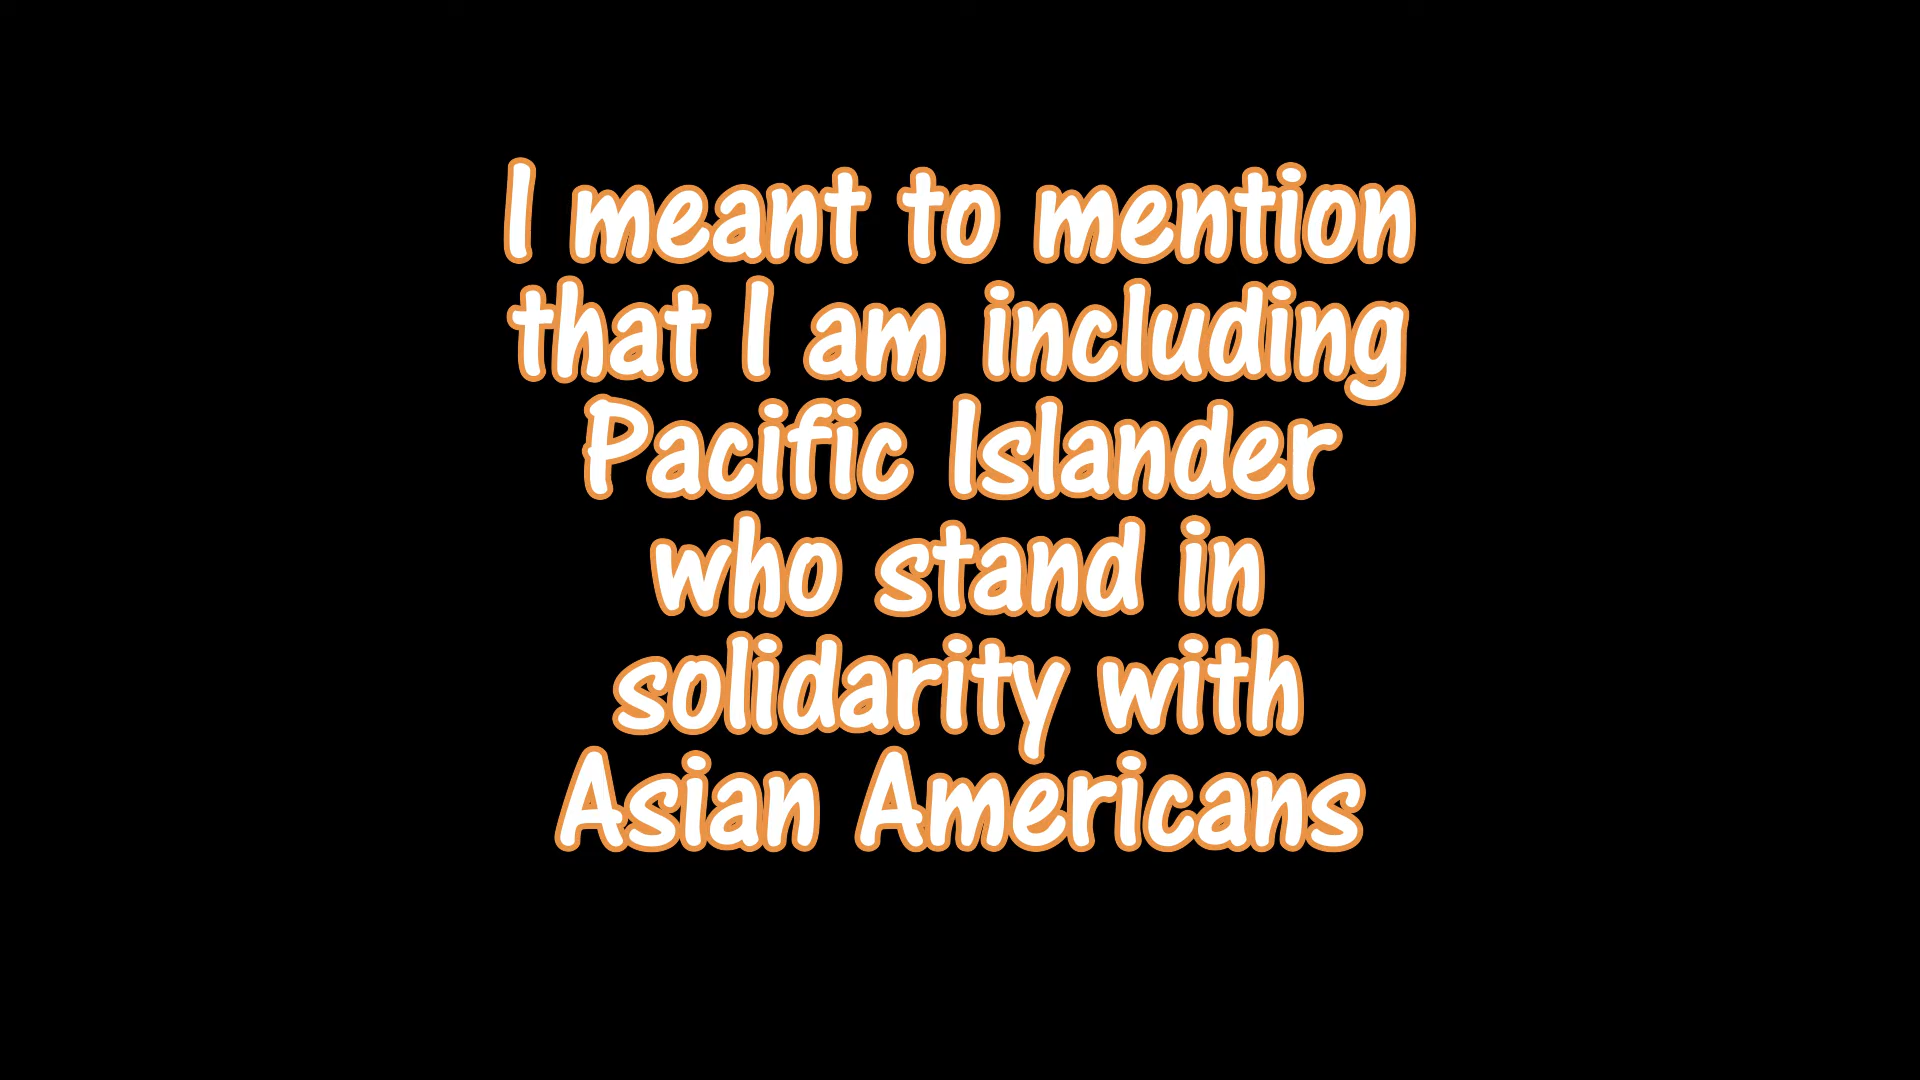 I meant to mention
that I am including
Pacific Islander
who stand in
solidarity with
Asian Americans